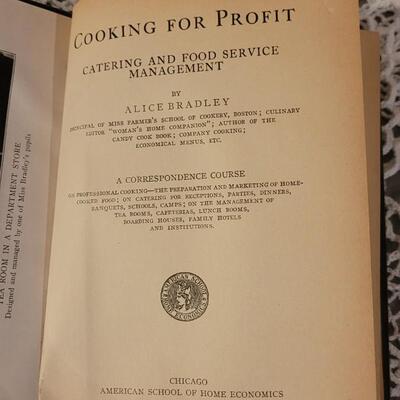 TEA ROOM IN A DEPARTMENT STORE
Designed and managed by one of Miss Bradley's pupils
COOKING FOR PROFIT
CATERING AND FOOD SERVICE
MANAGEMENT
BY
ALICE BRADLEY
PRINCIPAL OF MISS FARMER'S SCHOOL OF COOKERY, BOSTON; CULINARY
EDITOR "WOMAN'S HOME COMPANION"; AUTHOR OF THE
CANDY COOK BOOK; COMPANY COOKING;
ECONOMICAL MENUS, ETC.
A CORRESPONDENCE COURSE
ON PROFESSIONAL COOKING—THE PREPARATION AND MARKETING OF HOME-
COOKED FOOD; ON CATERING FOR RECEPTIONS, PARTIES, DINNERS,
BANQUETS, SCHOOLS, CAMPS; ON THE MANAGEMENT OF
TEA ROOMS, CAFETERIAS, LUNCH ROOMS,
BOARDING HOUSES, FAMILY HOTELS
AND INSTITUTIONS.
AMERICAN SCHOOL
HOME ECONOMICS
CHICAGO
AMERICAN SCHOOL OF HOME ECONOMICS